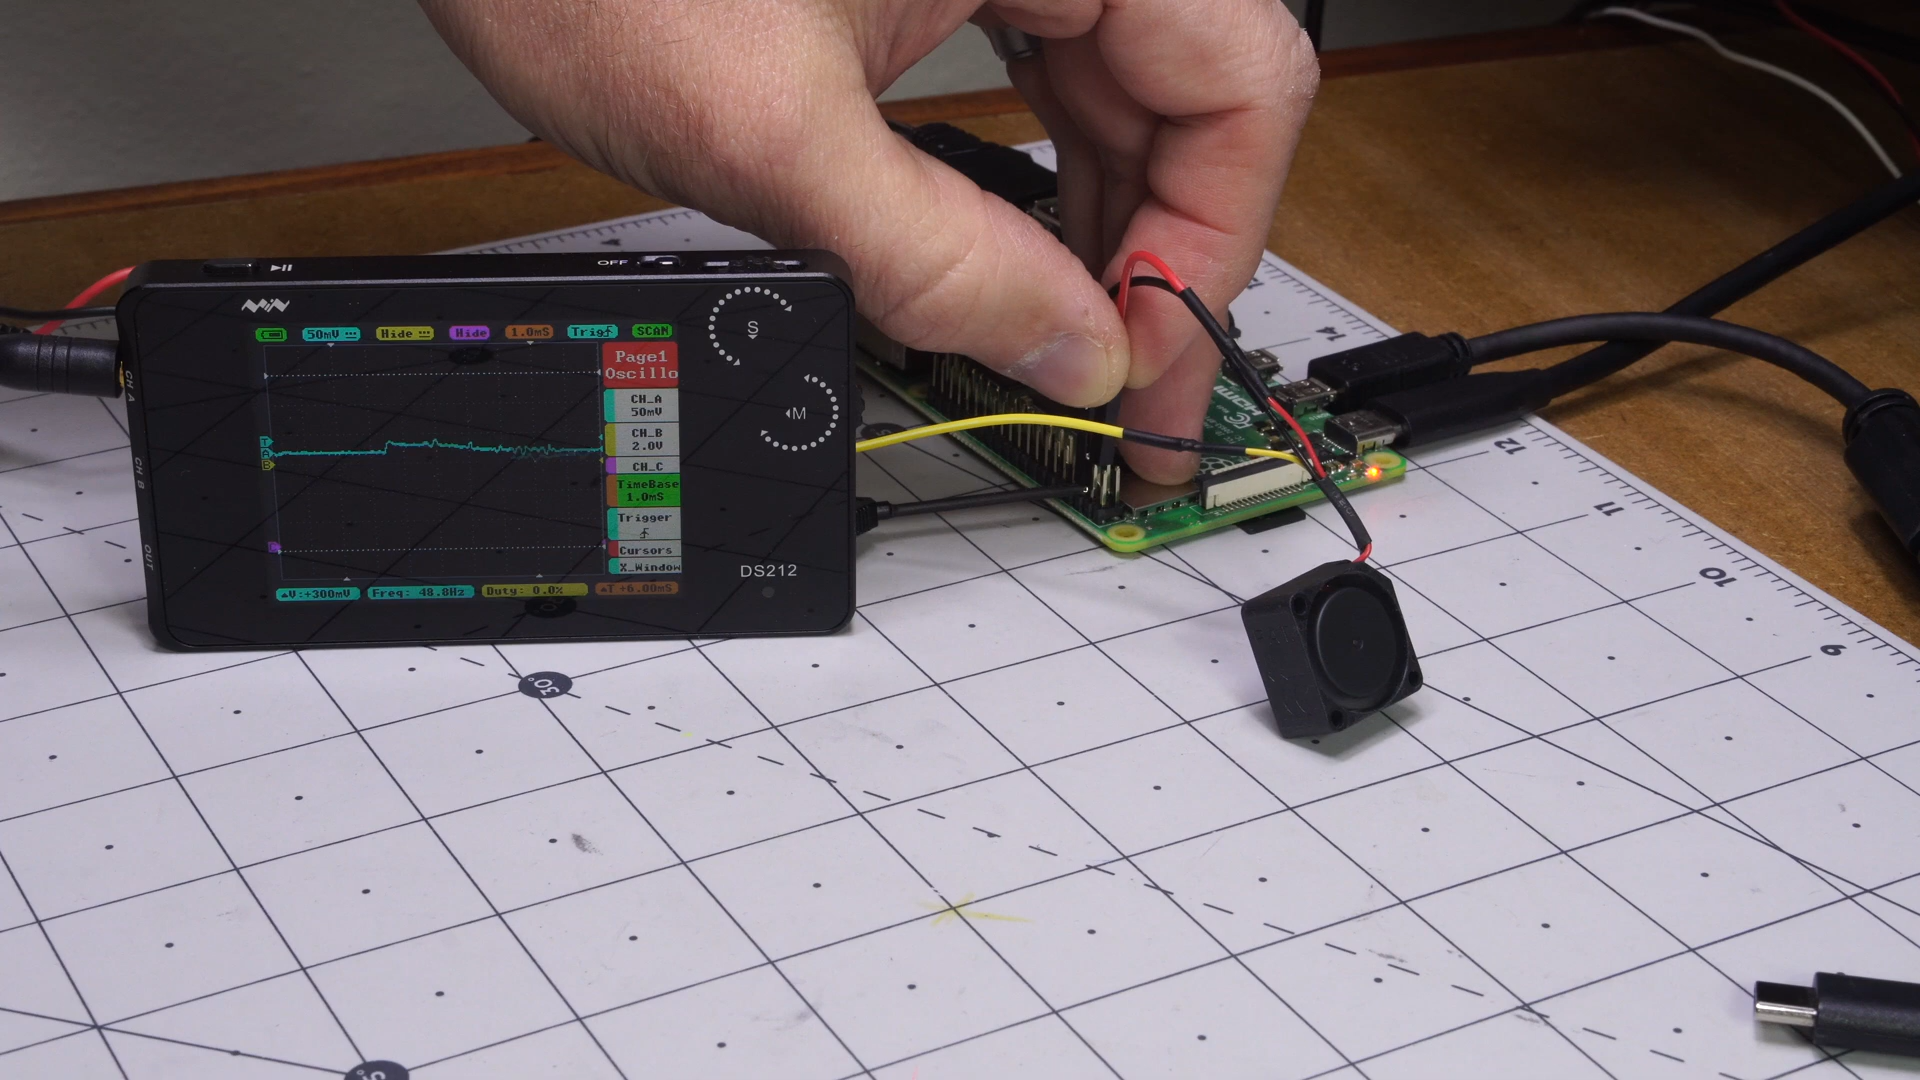 OFF
MiN
S
M
CH A
CH B
OUT
DS212
50mV Hide Hide 1.0mS Trig SCAN
Page1
Oscillo
CH_A
50mV
CH_B
2.0V
CH_C
TimeBase
1.0mS
Trigger
Cursors
X_Window
▲V:+300mV Freq: 48.8Hz Duty: 0.0% ▲T +6.00mS
T
A
B
HDMI
14
12
11
10
9
30°